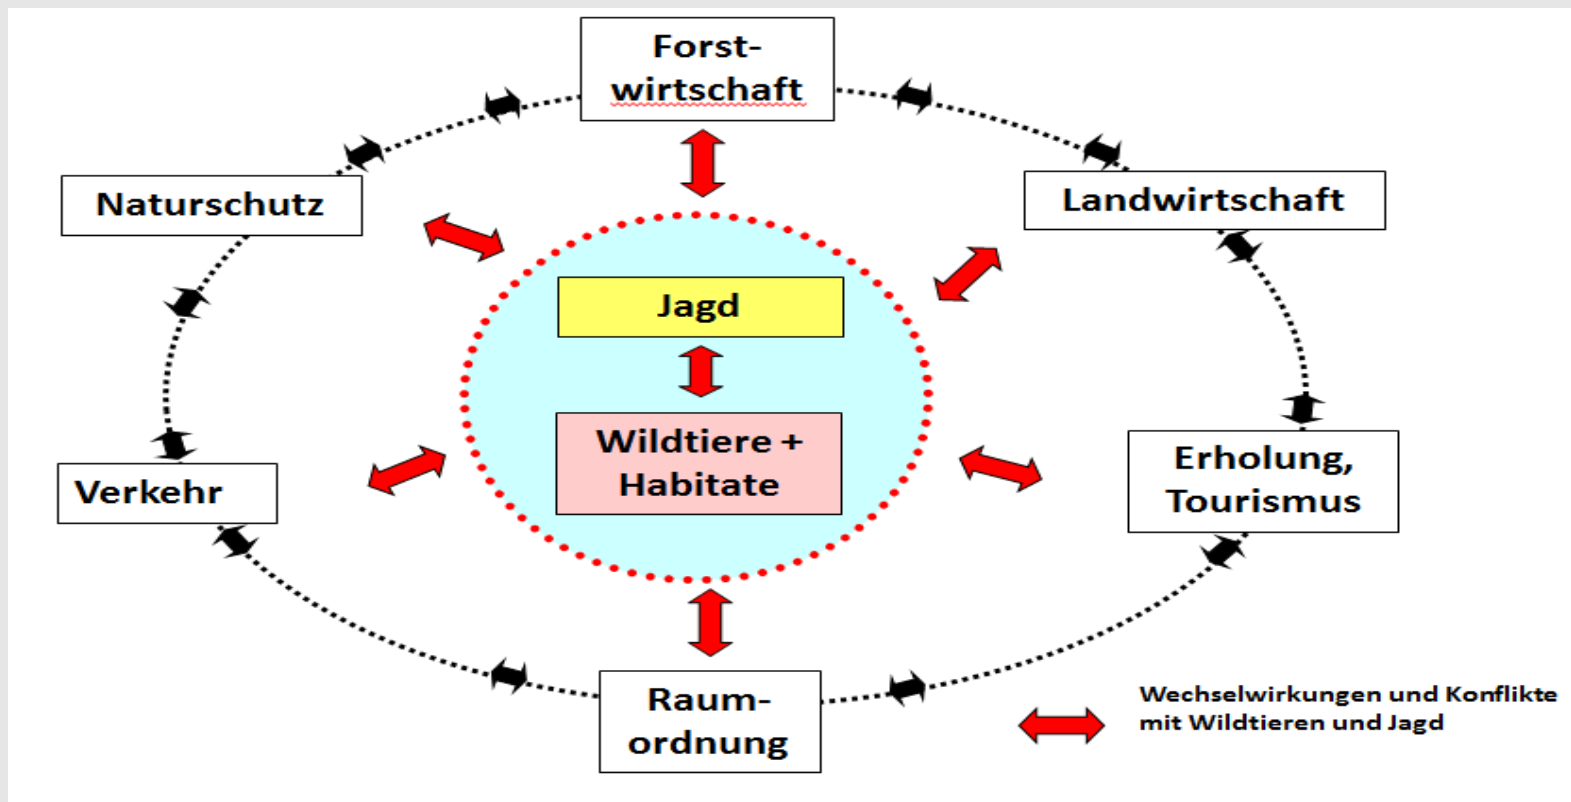 Forst-
wirtschaft
Naturschutz
Landwirtschaft
Jagd
Wildtiere +
Habitate
Verkehr
Erholung,
Tourismus
Raum-
ordnung
Wechselwirkungen und Konflikte
mit Wildtieren und Jagd